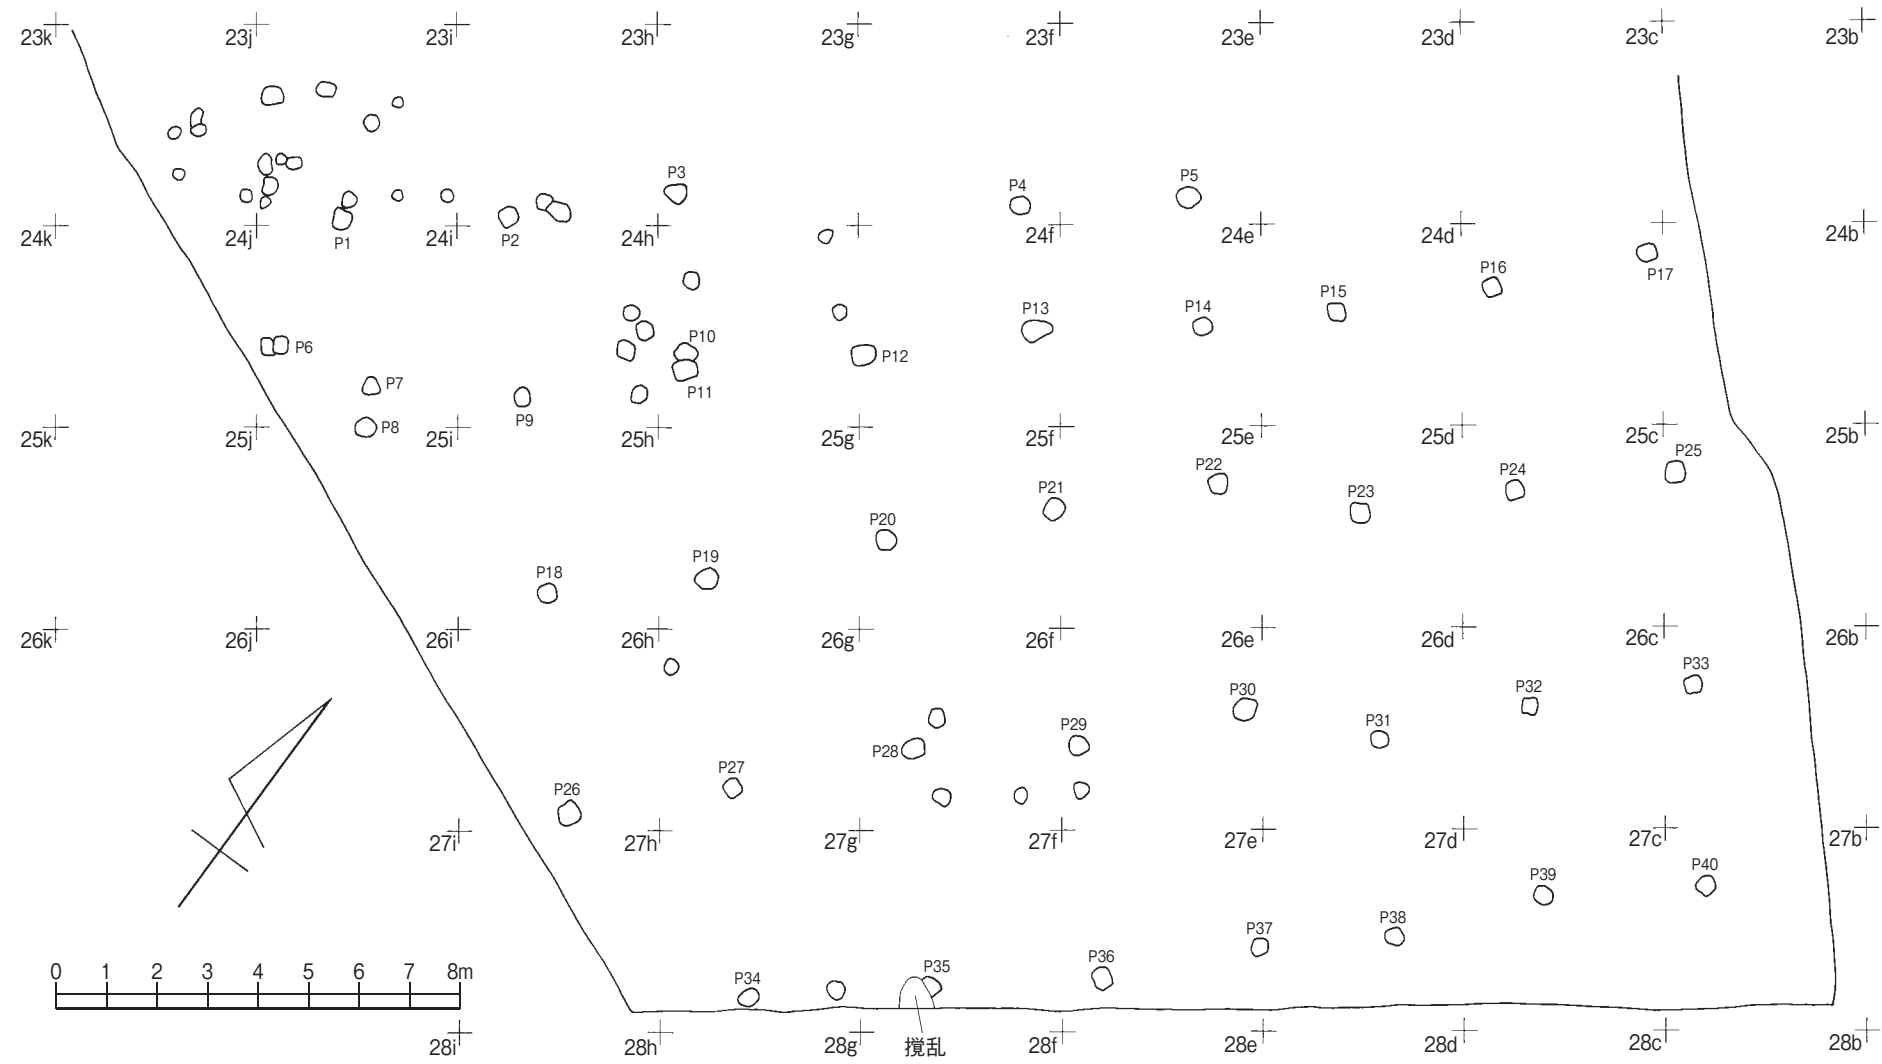 23k 23j 23i 23h 23g 23f 23e 23d 23c 23b
P3 P4 P5
24k 24j P1 24i P2 24h 24f 24e 24d 24b
P16 P17
P13 P14 P15
P6 P10 P12
P7 P11
P9
25k 25j P8 25i 25h 25g 25f 25e 25d 25c 25b
P22 P24 P25
P21 P23
P20
P18 P19
26k 26j 26i 26h 26g 26f 26e 26d 26c 26b
P33
P30 P32
P28 P29 P31
P26 P27
27i 27h 27g 27f 27e 27d 27c 27b
P39 P40
P37 P38
P36
P34 P35
0 1 2 3 4 5 6 7 8m
28i 28h 28g 撹乱 28f 28e 28d 28c 28b